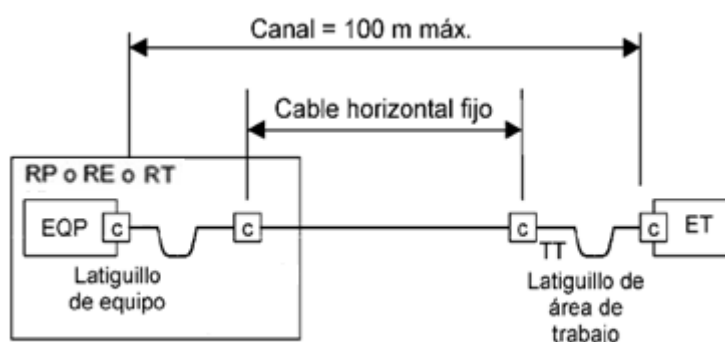 Canal = 100 m máx.
Cable horizontal fijo
RP o RE o RT
EQP
C
C
C
C
ET
TT
Latiguillo
de equipo
Latiguillo de
área de
trabajo